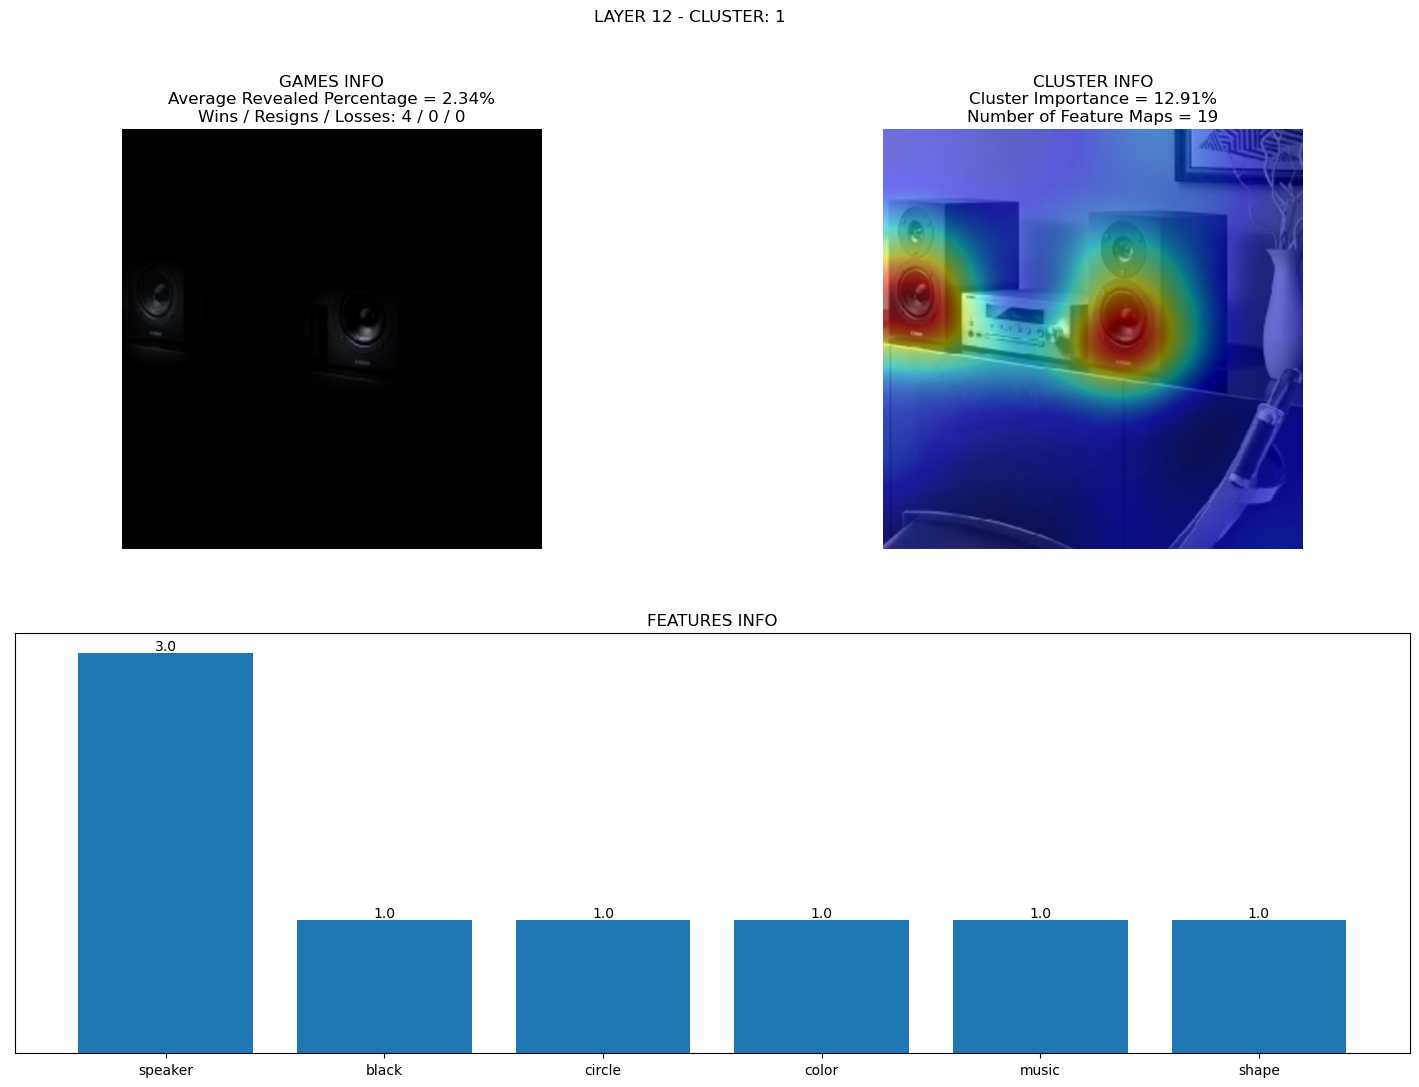 LAYER 12 - CLUSTER: 1
GAMES INFO
Average Revealed Percentage = 2.34%
Wins / Resigns / Losses: 4 / 0 / 0
CLUSTER INFO
Cluster Importance = 12.91%
Number of Feature Maps = 19
FEATURES INFO
3.0
1.0
1.0
1.0
1.0
1.0
speaker
black
circle
color
music
shape